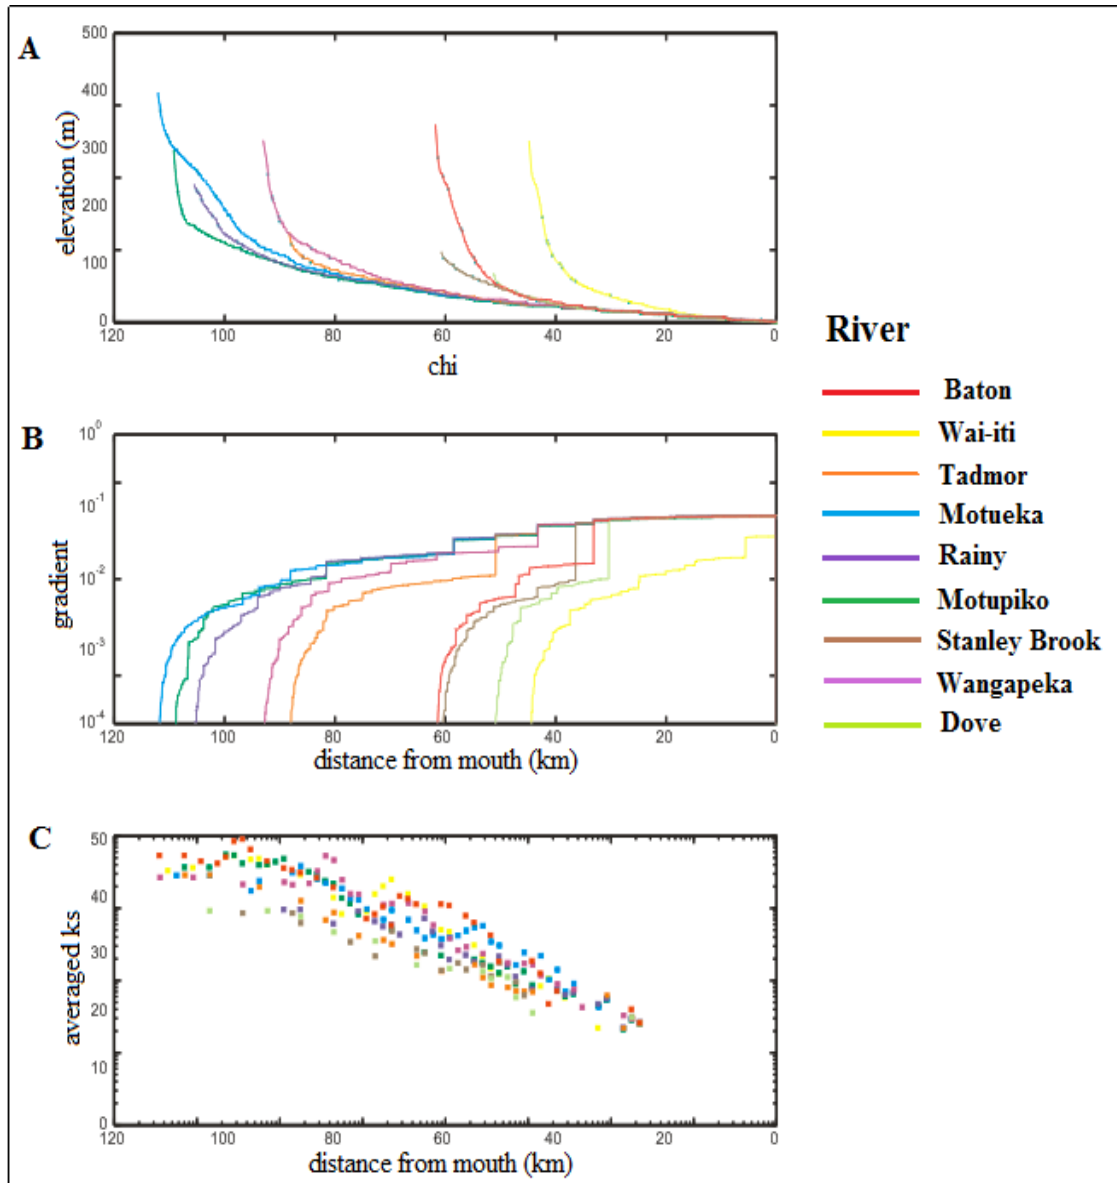 A
500
400
300
200
100
0
elevation (m)
120 100 80 60 40 20 0
chi
B
10^0
10^-1
10^-2
10^-3
10^-4
gradient
120 100 80 60 40 20 0
distance from mouth (km)
C
50
40
30
20
10
0
averaged ks
120 100 80 60 40 20 0
distance from mouth (km)
River
Baton
Wai-iti
Tadmor
Motueka
Rainy
Motupiko
Stanley Brook
Wangapeka
Dove